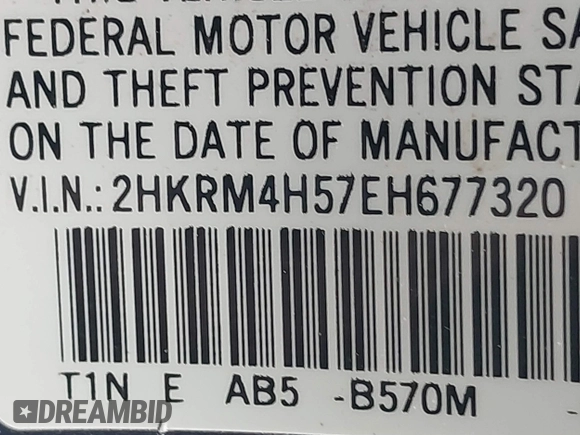 FEDERAL MOTOR VEHICLE SA
AND THEFT PREVENTION STA
ON THE DATE OF MANUFACT
V.I.N.: 2HKRM4H57EH677320
T1N E AB5 -B570M -
DREAMBID